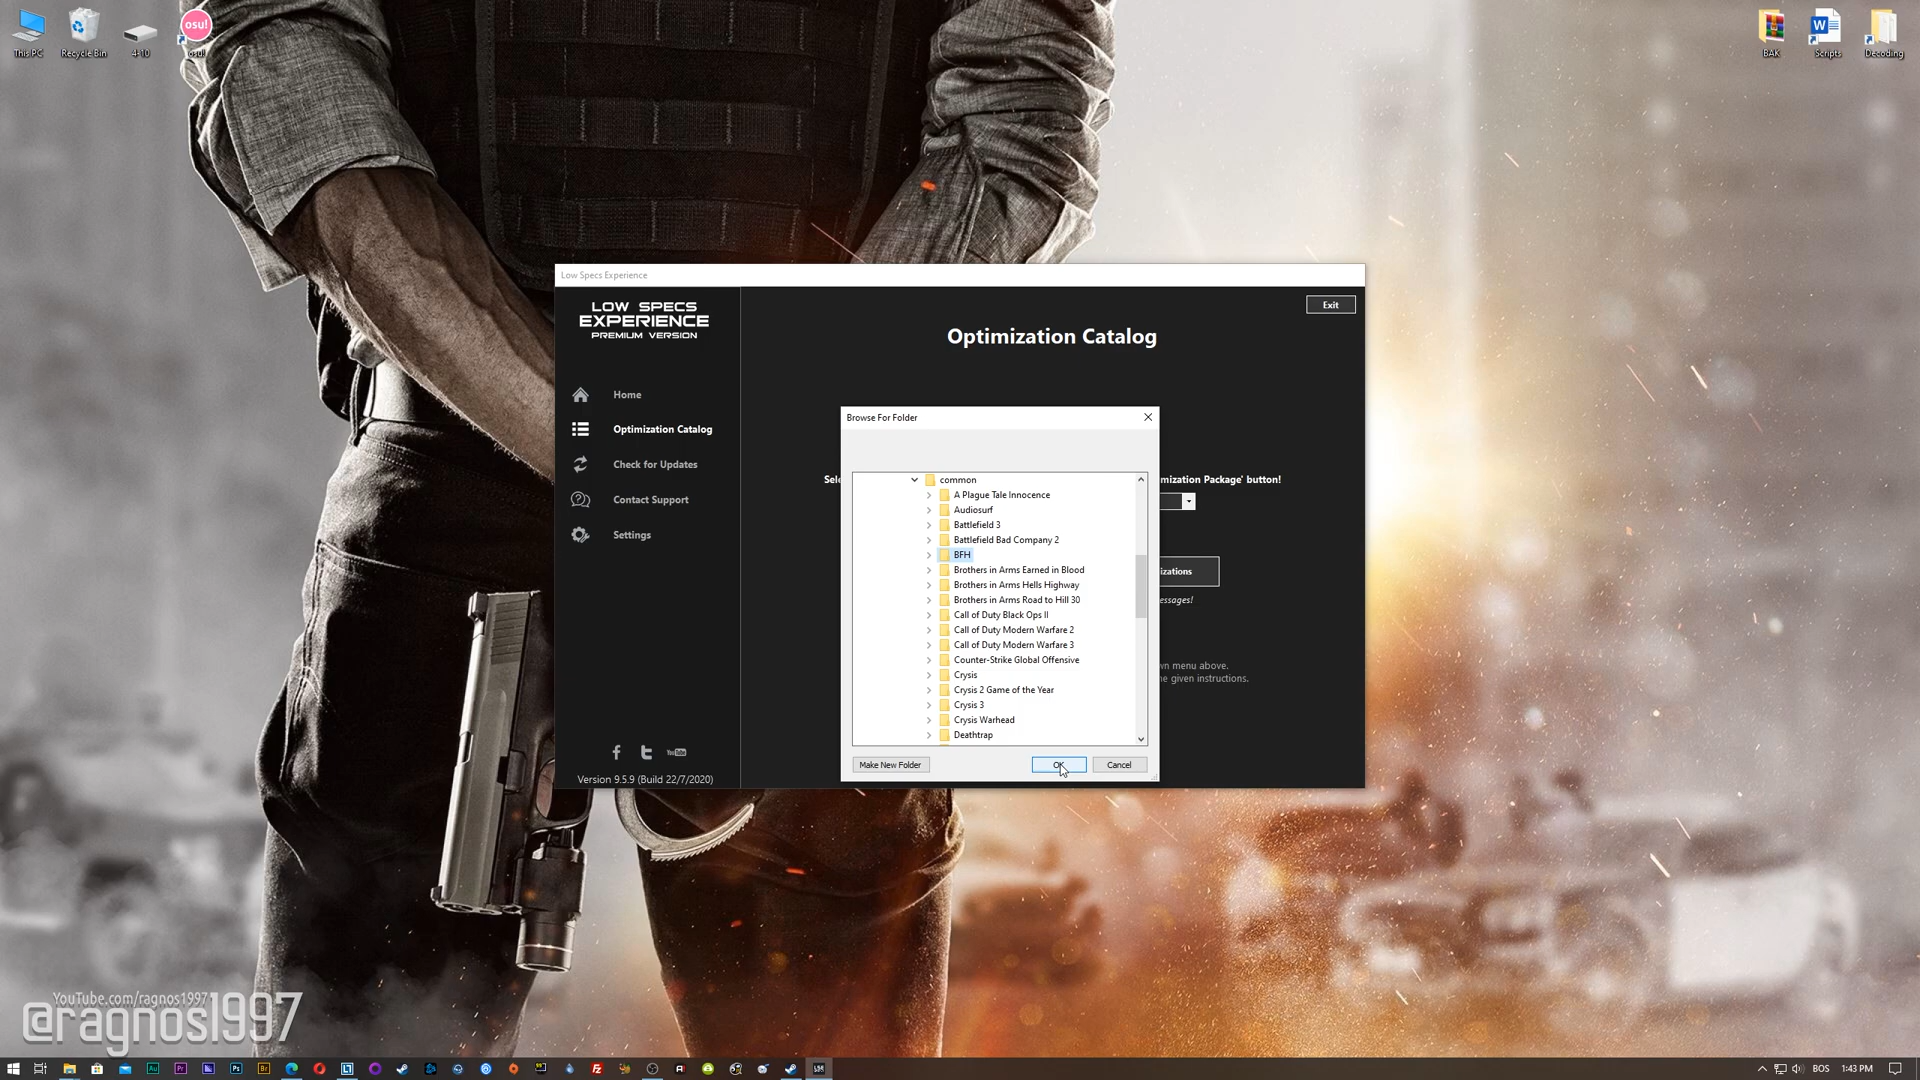 This PC
Recycle Bin
4-10
osu!
osu!
BAK
Scripts
Decoding
Low Specs Experience
LOW SPECS
EXPERIENCE
PREMIUM VERSION
Exit
Optimization Catalog
Home
Optimization Catalog
Check for Updates
Contact Support
Settings
Version 9.5.9 (Build 22/7/2020)
Sele
mization Package' button!
izations
essages!
wn menu above.
e given instructions.
Browse For Folder
common
A Plague Tale Innocence
Audiosurf
Battlefield 3
Battlefield Bad Company 2
BFH
Brothers in Arms Earned in Blood
Brothers in Arms Hells Highway
Brothers in Arms Road to Hill 30
Call of Duty Black Ops II
Call of Duty Modern Warfare 2
Call of Duty Modern Warfare 3
Counter-Strike Global Offensive
Crysis
Crysis 2 Game of the Year
Crysis 3
Crysis Warhead
Deathtrap
Make New Folder
OK
Cancel
YouTube.com/ragnos1997
@ragnos1997
BOS
1:43 PM